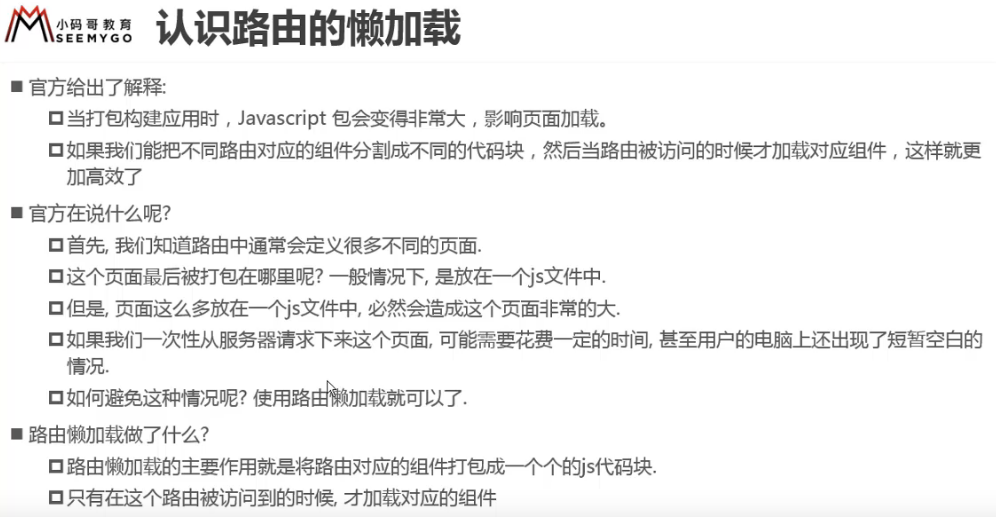 小码哥教育
SEEMYGO
认识路由的懒加载
官方给出了解释:
当打包构建应用时，Javascript 包会变得非常大，影响页面加载。
如果我们能把不同路由对应的组件分割成不同的代码块，然后当路由被访问的时候才加载对应组件，这样就更
加高效了
官方在说什么呢?
首先, 我们知道路由中通常会定义很多不同的页面.
这个页面最后被打包在哪里呢? 一般情况下, 是放在一个js文件中.
但是, 页面这么多放在一个js文件中, 必然会造成这个页面非常的大.
如果我们一次性从服务器请求下来这个页面, 可能需要花费一定的时间, 甚至用户的电脑上还出现了短暂空白的
情况.
如何避免这种情况呢? 使用路由懒加载就可以了.
路由懒加载做了什么?
路由懒加载的主要作用就是将路由对应的组件打包成一个个的js代码块.
只有在这个路由被访问到的时候, 才加载对应的组件